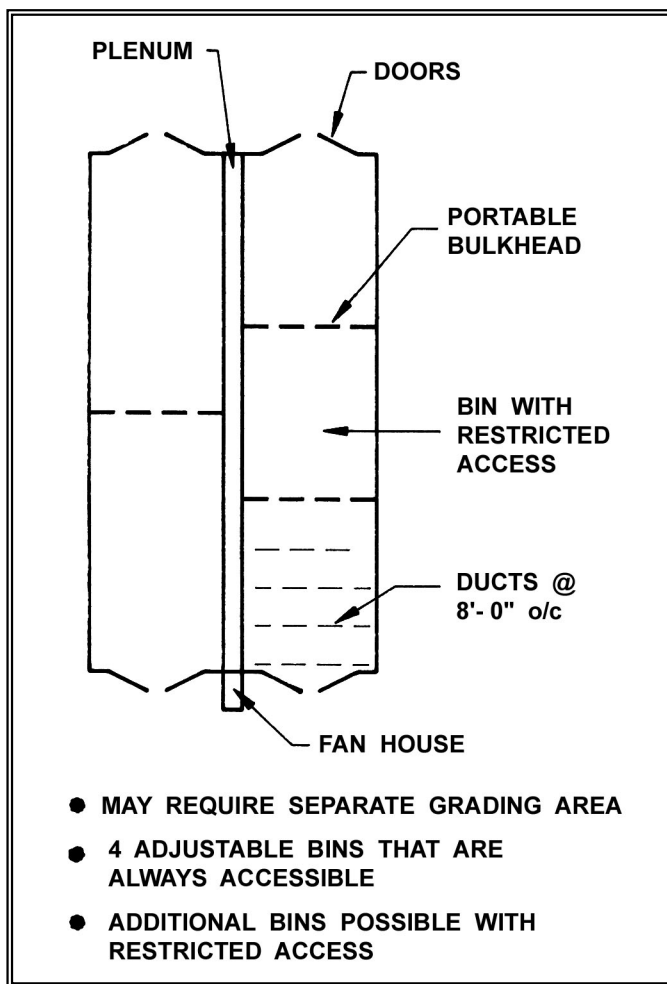 PLENUM
DOORS
PORTABLE
BULKHEAD
BIN WITH
RESTRICTED
ACCESS
DUCTS @
8'- 0" o/c
FAN HOUSE
● MAY REQUIRE SEPARATE GRADING AREA
● 4 ADJUSTABLE BINS THAT ARE
ALWAYS ACCESSIBLE
● ADDITIONAL BINS POSSIBLE WITH
RESTRICTED ACCESS